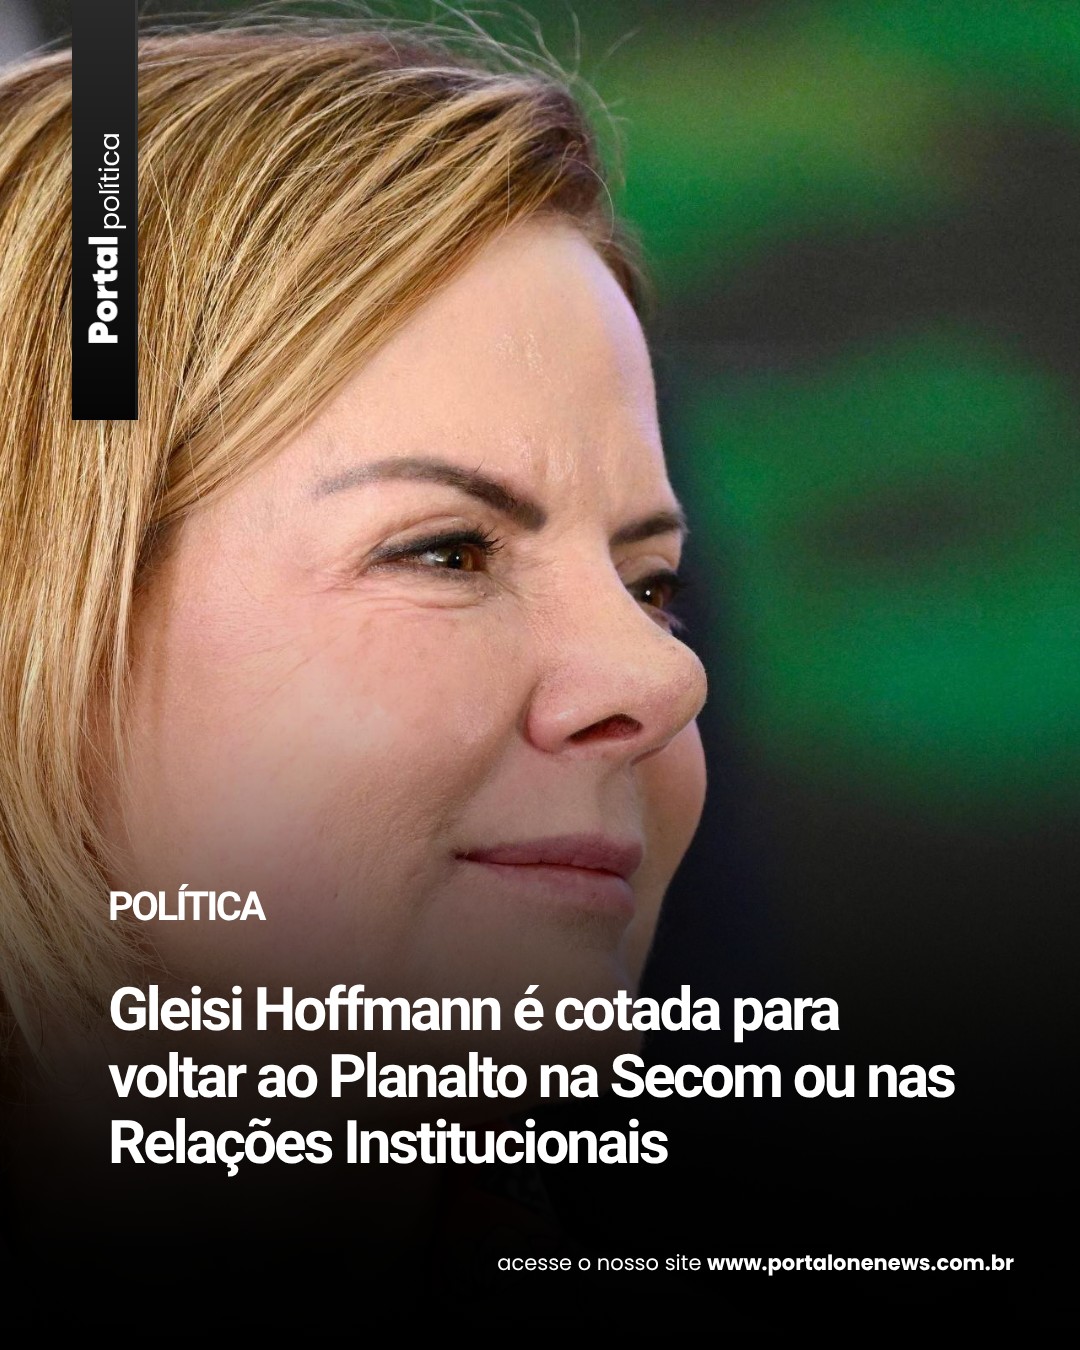 Portal política
POLÍTICA
Gleisi Hoffmann é cotada para
voltar ao Planalto na Secom ou nas
Relações Institucionais
acesse o nosso site www.portalonenews.com.br